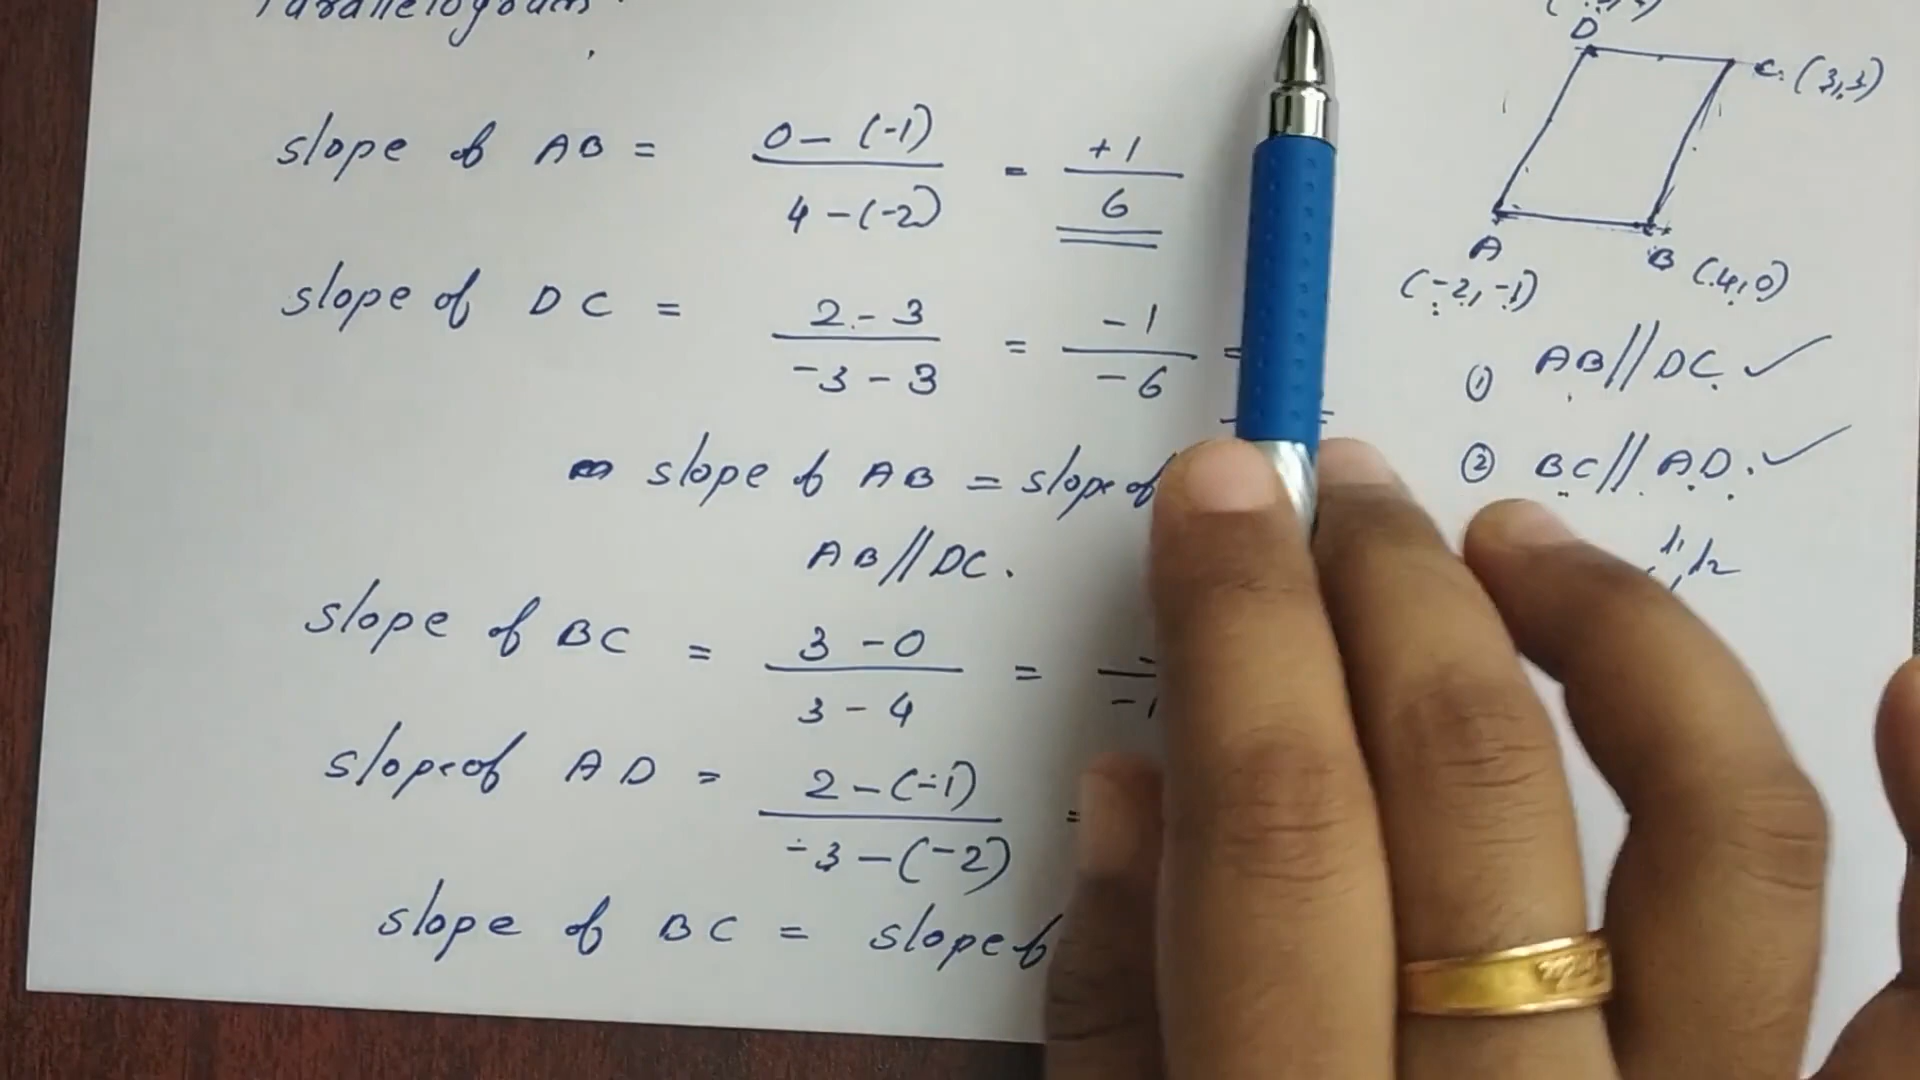 Parallelogram.
slope of AB = 0 - (-1) / 4 - (-2) = +1 / 6
slope of DC = 2 - 3 / -3 - 3 = -1 / -6 =
slope of AB = slope of
AB // DC.
slope of BC = 3 - 0 / 3 - 4 = / -1
slope of AD = 2 - (-1) / -3 - (-2) =
slope of BC = slope of
D
C (3,3)
A
B (4,0)
(-2,-1)
① AB // DC. ✓
② BC // AD. ✓